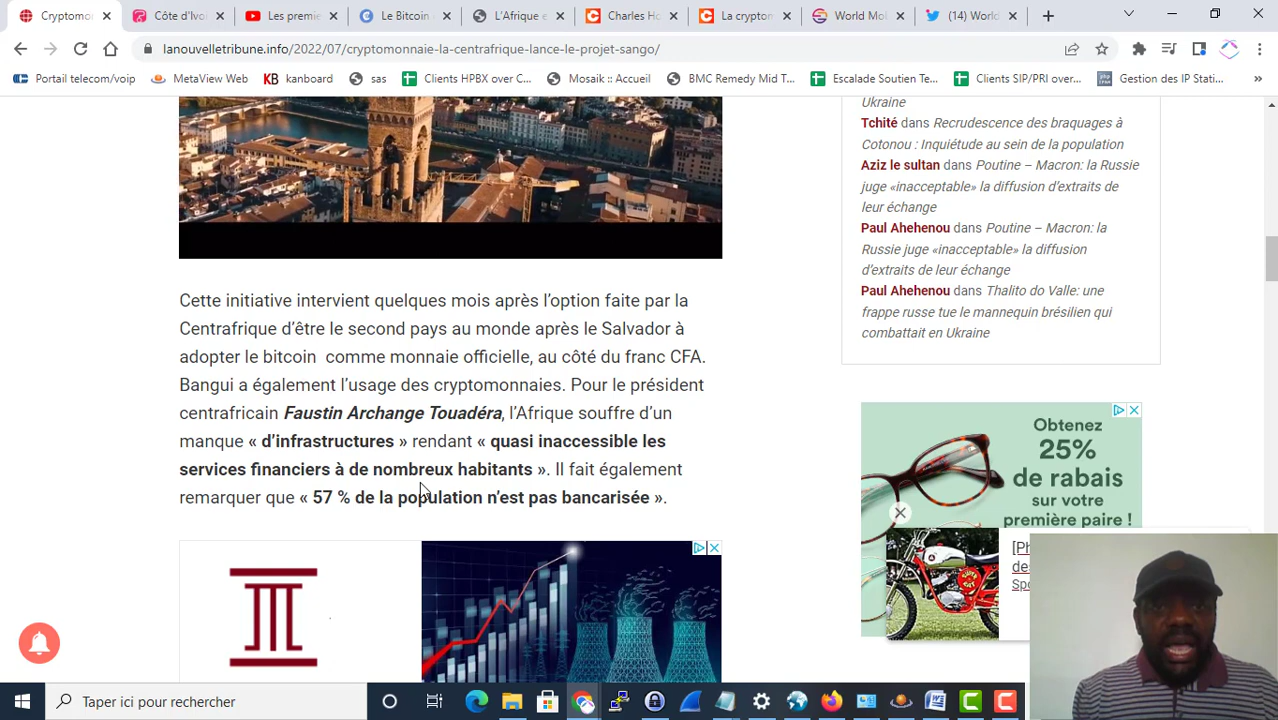 Cryptomon
Côte d'Ivo
Les premie
Le Bitcoin
L'Afrique e
Charles Ho
La cryptom
World Mo
(14) World
lanouvelletribune.info/2022/07/cryptomonnaie-la-centrafrique-lance-le-projet-sango/
Portail telecom/voip
MetaView Web
KB kanboard
sas
Clients HPBX over C...
Mosaik :: Accueil
BMC Remedy Mid T...
Escalade Soutien Te...
Clients SIP/PRI over...
Gestion des IP Stati...
»
Cette initiative intervient quelques mois après l'option faite par la
Centrafrique d'être le second pays au monde après le Salvador à
adopter le bitcoin comme monnaie officielle, au côté du franc CFA.
Bangui a également l'usage des cryptomonnaies. Pour le président
centrafricain Faustin Archange Touadéra, l'Afrique souffre d'un
manque « d'infrastructures » rendant « quasi inaccessible les
services financiers à de nombreux habitants ». Il fait également
remarquer que « 57 % de la population n'est pas bancarisée ».
Ukraine
Tchité dans Recrudescence des braquages à
Cotonou : Inquiétude au sein de la population
Aziz le sultan dans Poutine – Macron: la Russie
juge «inacceptable» la diffusion d'extraits de
leur échange
Paul Ahehenou dans Poutine – Macron: la
Russie juge «inacceptable» la diffusion
d'extraits de leur échange
Paul Ahehenou dans Thalito do Valle: une
frappe russe tue le mannequin brésilien qui
combattait en Ukraine
Obtenez
25%
de rabais
sur votre
première paire !
[Ph
de
Spo
Taper ici pour rechercher